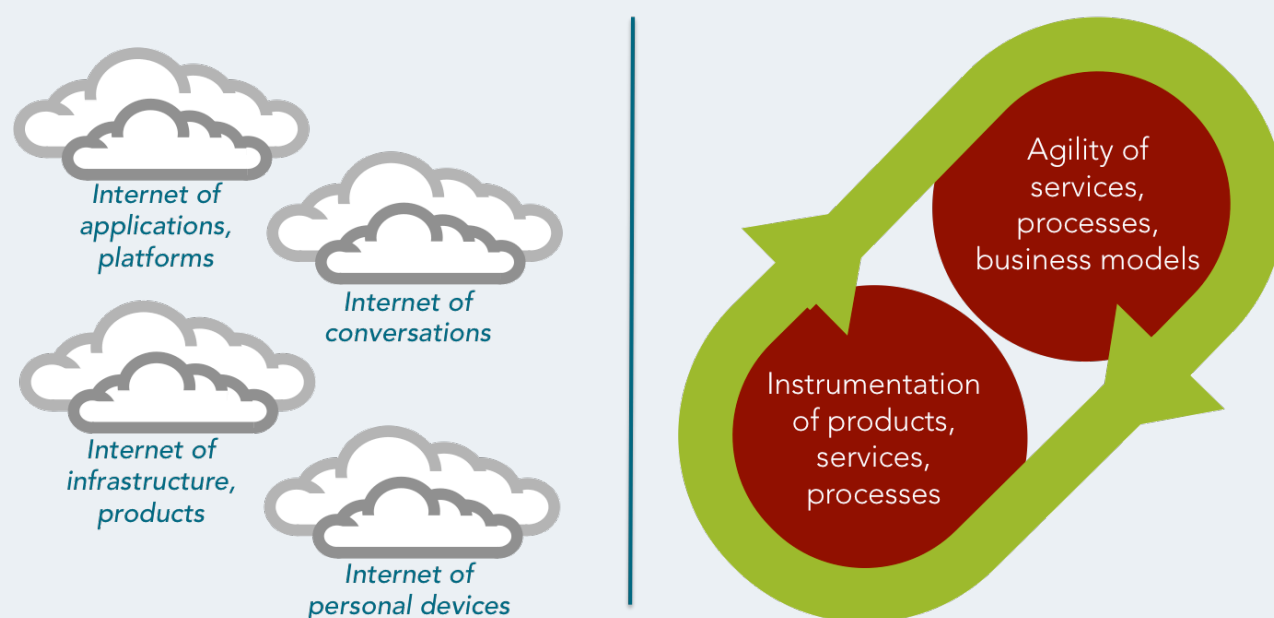 Internet of
applications,
platforms
Internet of
conversations
Internet of
infrastructure,
products
Internet of
personal devices
Agility of
services,
processes,
business models
Instrumentation
of products,
services,
processes